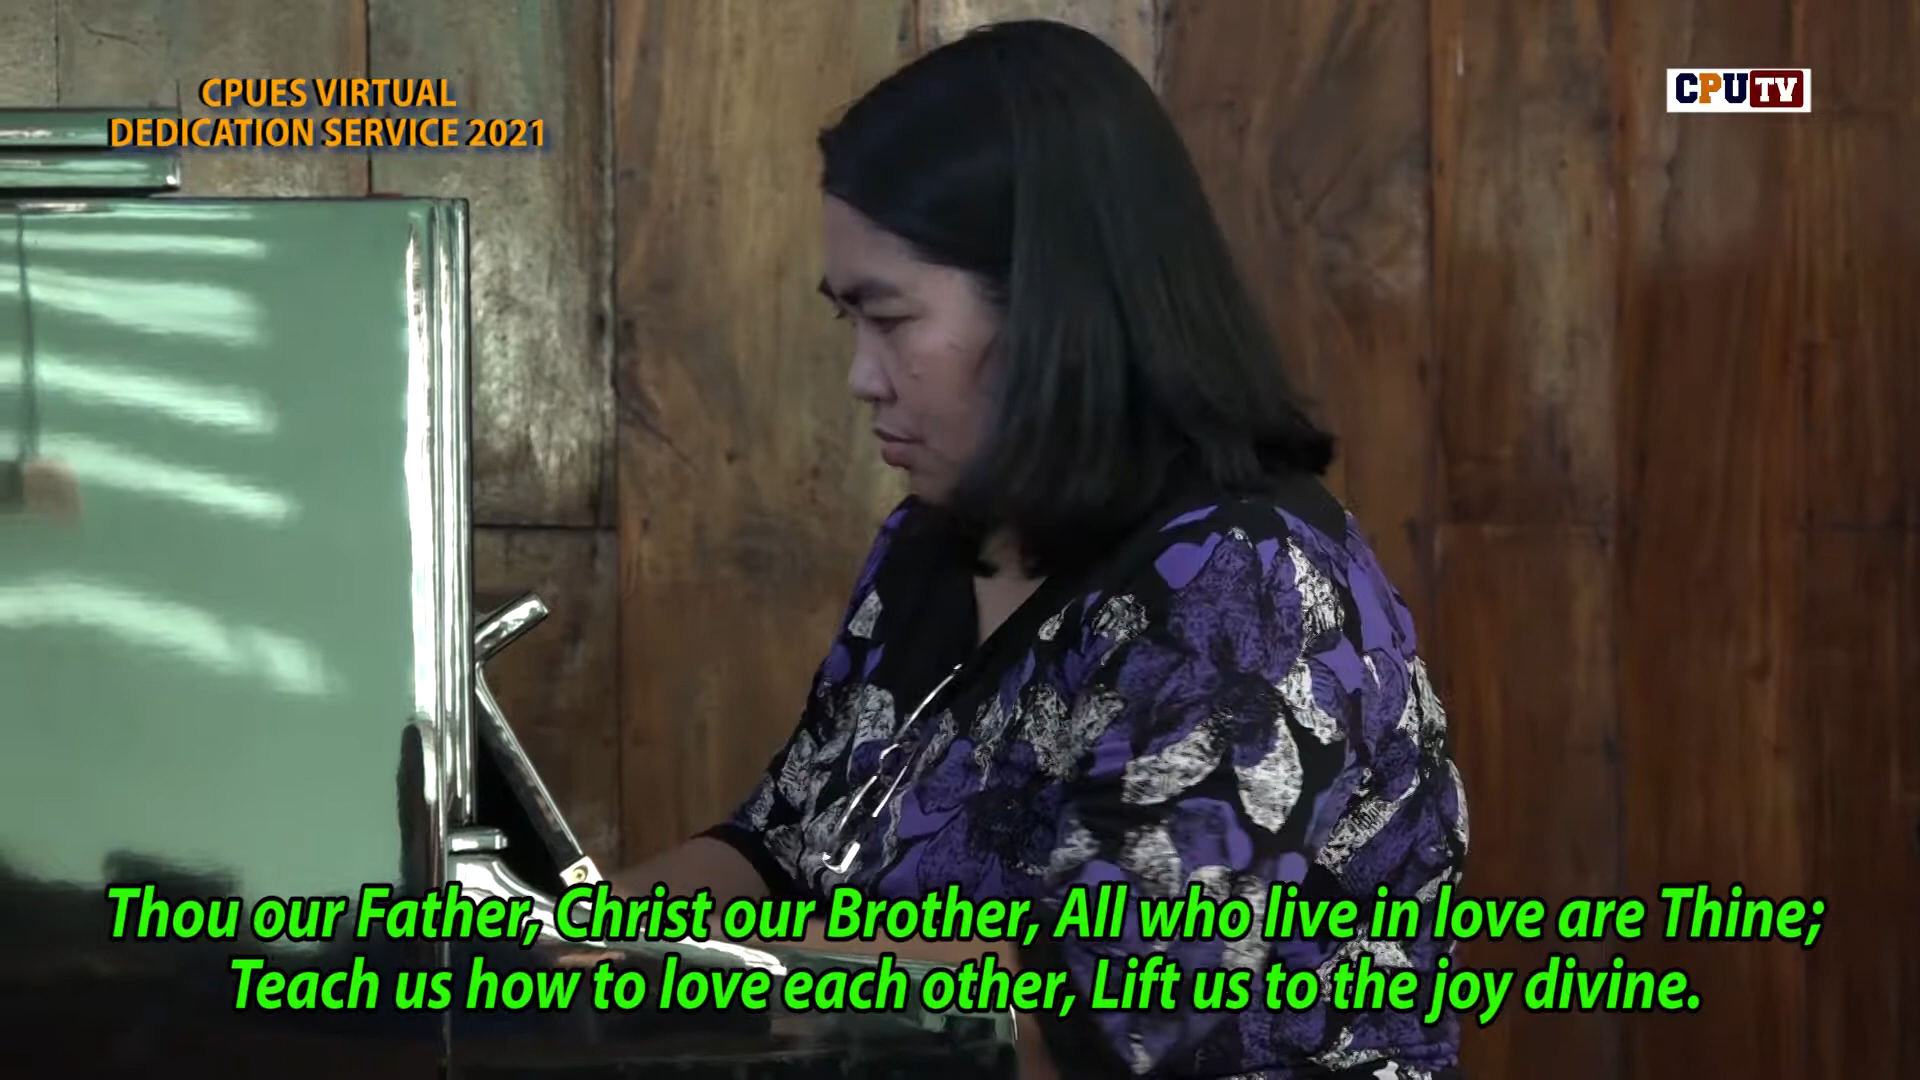 CPUES VIRTUAL
DEDICATION SERVICE 2021
CPUTV
Thou our Father, Christ our Brother, All who live in love are Thine;
Teach us how to love each other, Lift us to the joy divine.